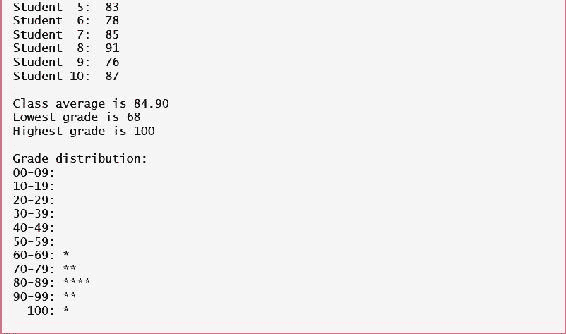 Student  5:  83
Student  6:  78
Student  7:  85
Student  8:  91
Student  9:  76
Student 10:  87
Class average is 84.90
Lowest grade is 68
Highest grade is 100
Grade distribution:
00-09:
10-19:
20-29:
30-39:
40-49:
50-59:
60-69: *
70-79: **
80-89: ****
90-99: **
  100: *